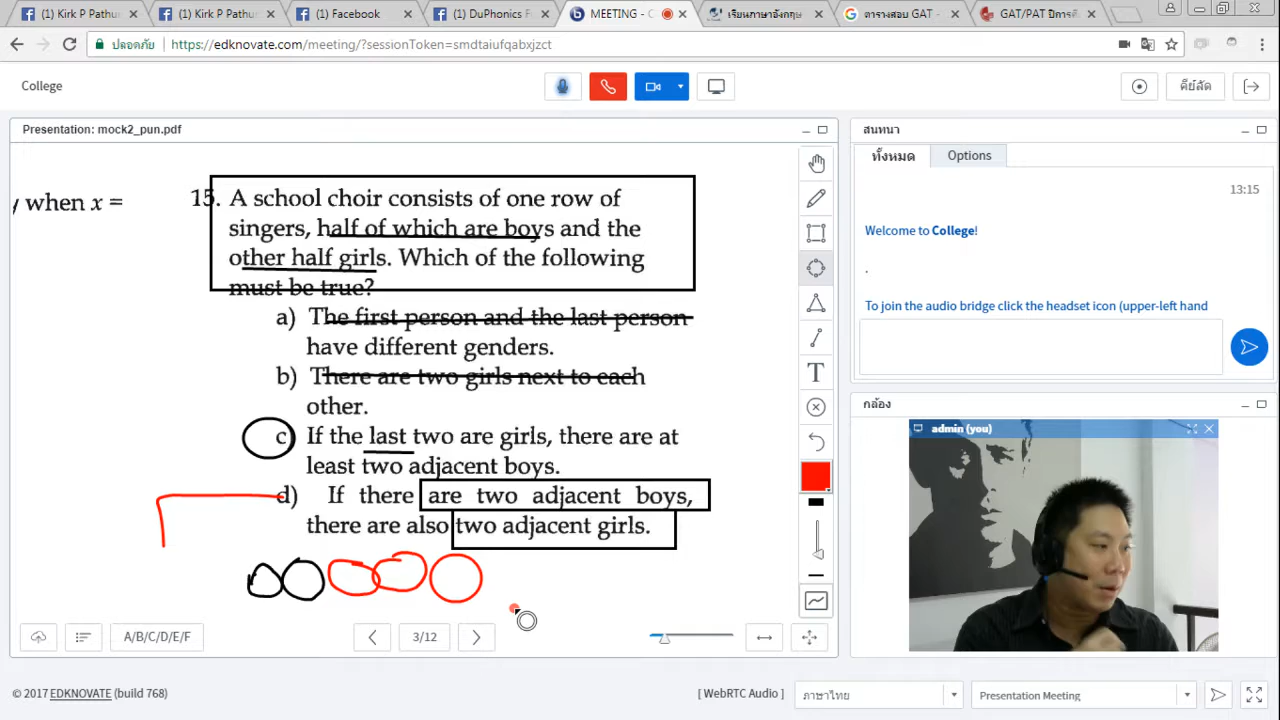 (1) Kirk P Pathum
(1) Kirk P Pathum
(1) Facebook
(1) DuPhonics F
MEETING - C
เรียนภาษาอังกฤษ
ตารางสอบ GAT -
GAT/PAT ปีการศึ
ปลอดภัย
https://edknovate.com/meeting/?sessionToken=smdtaiufqabxjzct
College
คีย์ลัด
Presentation: mock2_pun.pdf
y when x =
15. A school choir consists of one row of
singers, half of which are boys and the
other half girls. Which of the following
must be true?
a) The first person and the last person
have different genders.
b) There are two girls next to each
other.
c) If the last two are girls, there are at
least two adjacent boys.
d) If there are two adjacent boys,
there are also two adjacent girls.
T
A/B/C/D/E/F
3/12
สนทนา
ทั้งหมด
Options
13:15
Welcome to College!
.
To join the audio bridge click the headset icon (upper-left hand
กล้อง
admin (you)
© 2017 EDKNOVATE (build 768)
[ WebRTC Audio ]
ภาษาไทย
Presentation Meeting